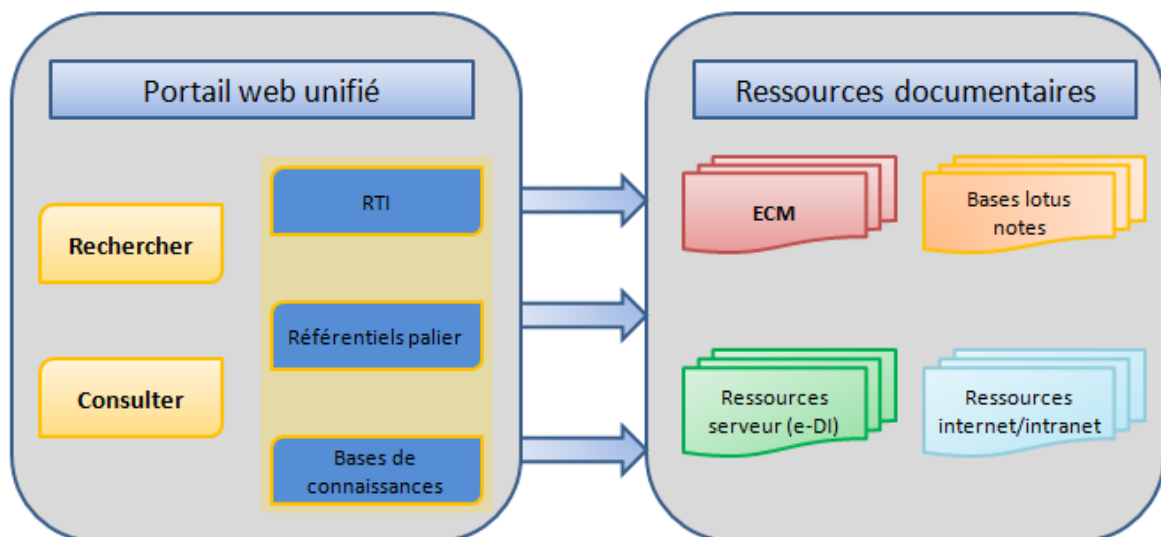 Portail web unifié
Rechercher
Consulter
RTI
Référentiels palier
Bases de
connaissances
Ressources documentaires
ECM
Bases lotus
notes
Ressources
serveur (e-DI)
Ressources
internet/intranet